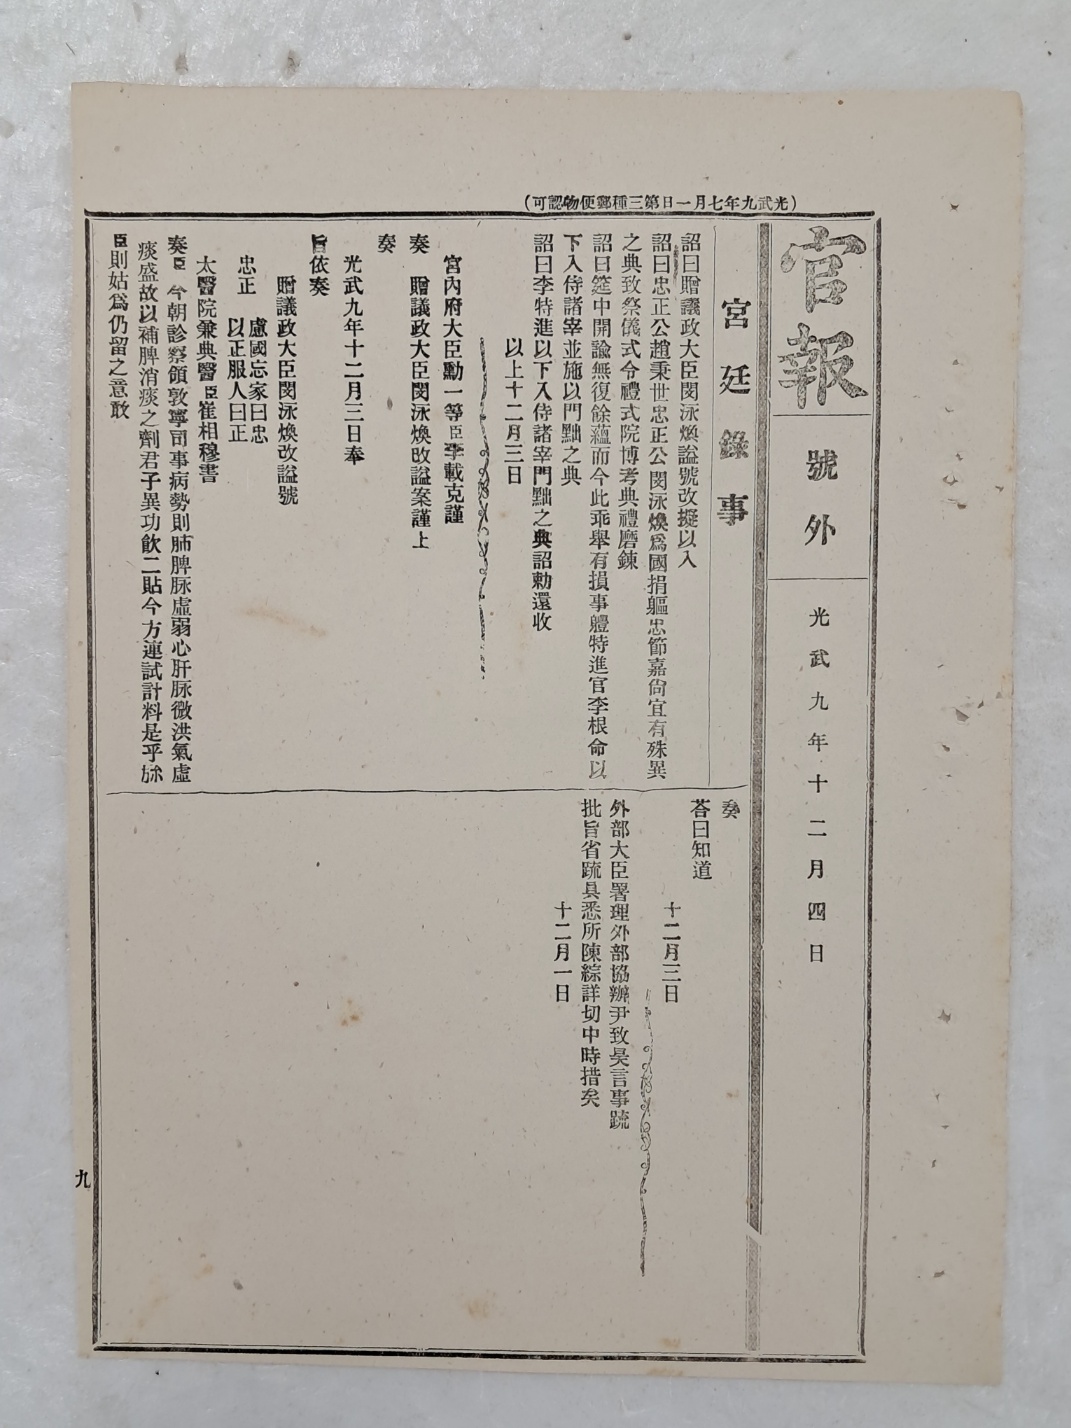 (可認物便郵種三第日一月七年九武光)
官報
號外
光武九年十二月四日
宮廷錄事
詔曰贈議政大臣閔泳煥謚號改擬以入
詔曰忠正公趙秉世忠正公閔泳煥爲國捐軀忠節嘉尙宜有殊異
之典致祭儀式令禮式院博考典禮磨鍊
詔曰筵中開諭無復餘蘊而今此乖舉有損事軆特進官李根命以
下入侍諸宰並施以門黜之典
詔曰李特進以下入侍諸宰門黜之典詔勅還收
以上十二月三日
宮內府大臣勳一等臣李載克謹
奏 贈議政大臣閔泳煥改謚案謹上
奏
光武九年十二月三日奉
旨依奏
贈議政大臣閔泳煥改謚號
忠正 慮國忘家曰忠
以正服人曰正
太醫院兼典醫臣崔相穆書
奏臣 今朝診察領敦寧司事病勢則肺脾脉虛弱心肝脉微洪氣虛
痰盛故以補脾消痰之劑君子異功飮二貼今方連試計料是乎旀
臣則姑爲仍留之意敢
奏
答曰知道
十二月三日
外部大臣署理外部協辦尹致昊言事疏
批旨省疏具悉所陳綜詳切中時措矣
十二月一日
九